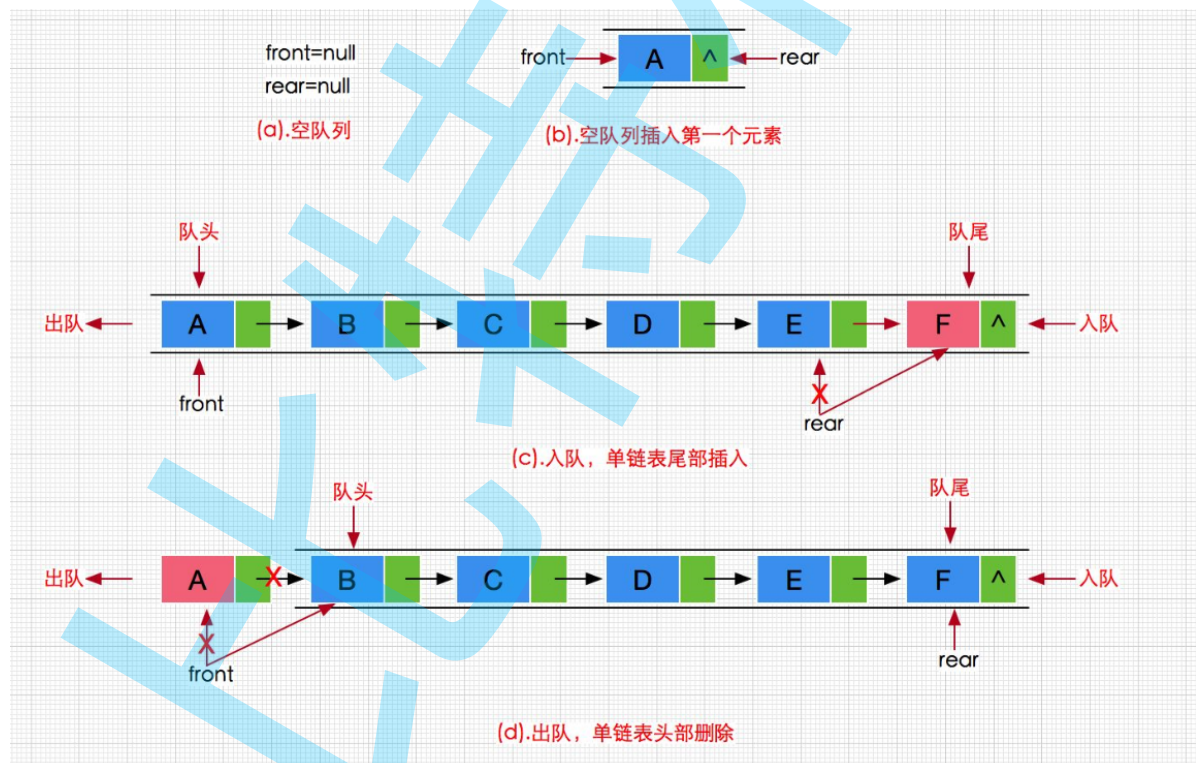 front=null
rear=null
(a).空队列
front
A
^
rear
(b).空队列插入第一个元素
队头
队尾
出队
A
B
C
D
E
F
^
入队
front
X
rear
(c).入队，单链表尾部插入
队头
队尾
出队
A
X
B
C
D
E
F
^
入队
X
front
rear
(d).出队，单链表头部删除